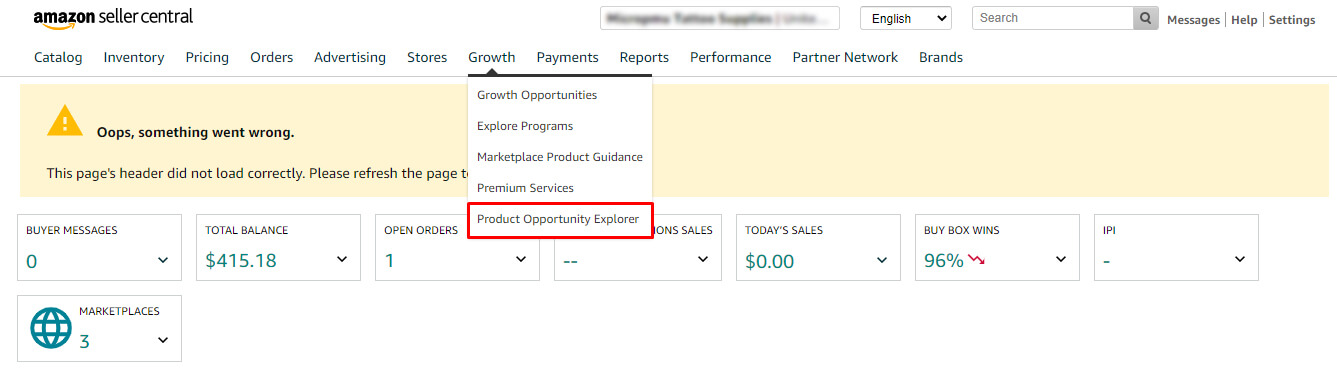 amazon seller central
English
Search
Messages | Help | Settings
Catalog Inventory Pricing Orders Advertising Stores Growth Payments Reports Performance Partner Network Brands
Growth Opportunities
Explore Programs
Marketplace Product Guidance
Premium Services
Product Opportunity Explorer
Oops, something went wrong.
This page's header did not load correctly. Please refresh the page
BUYER MESSAGES
0
TOTAL BALANCE
$415.18
OPEN ORDERS
1
SALES
--
TODAY'S SALES
$0.00
BUY BOX WINS
96%
IPI
-
MARKETPLACES
3